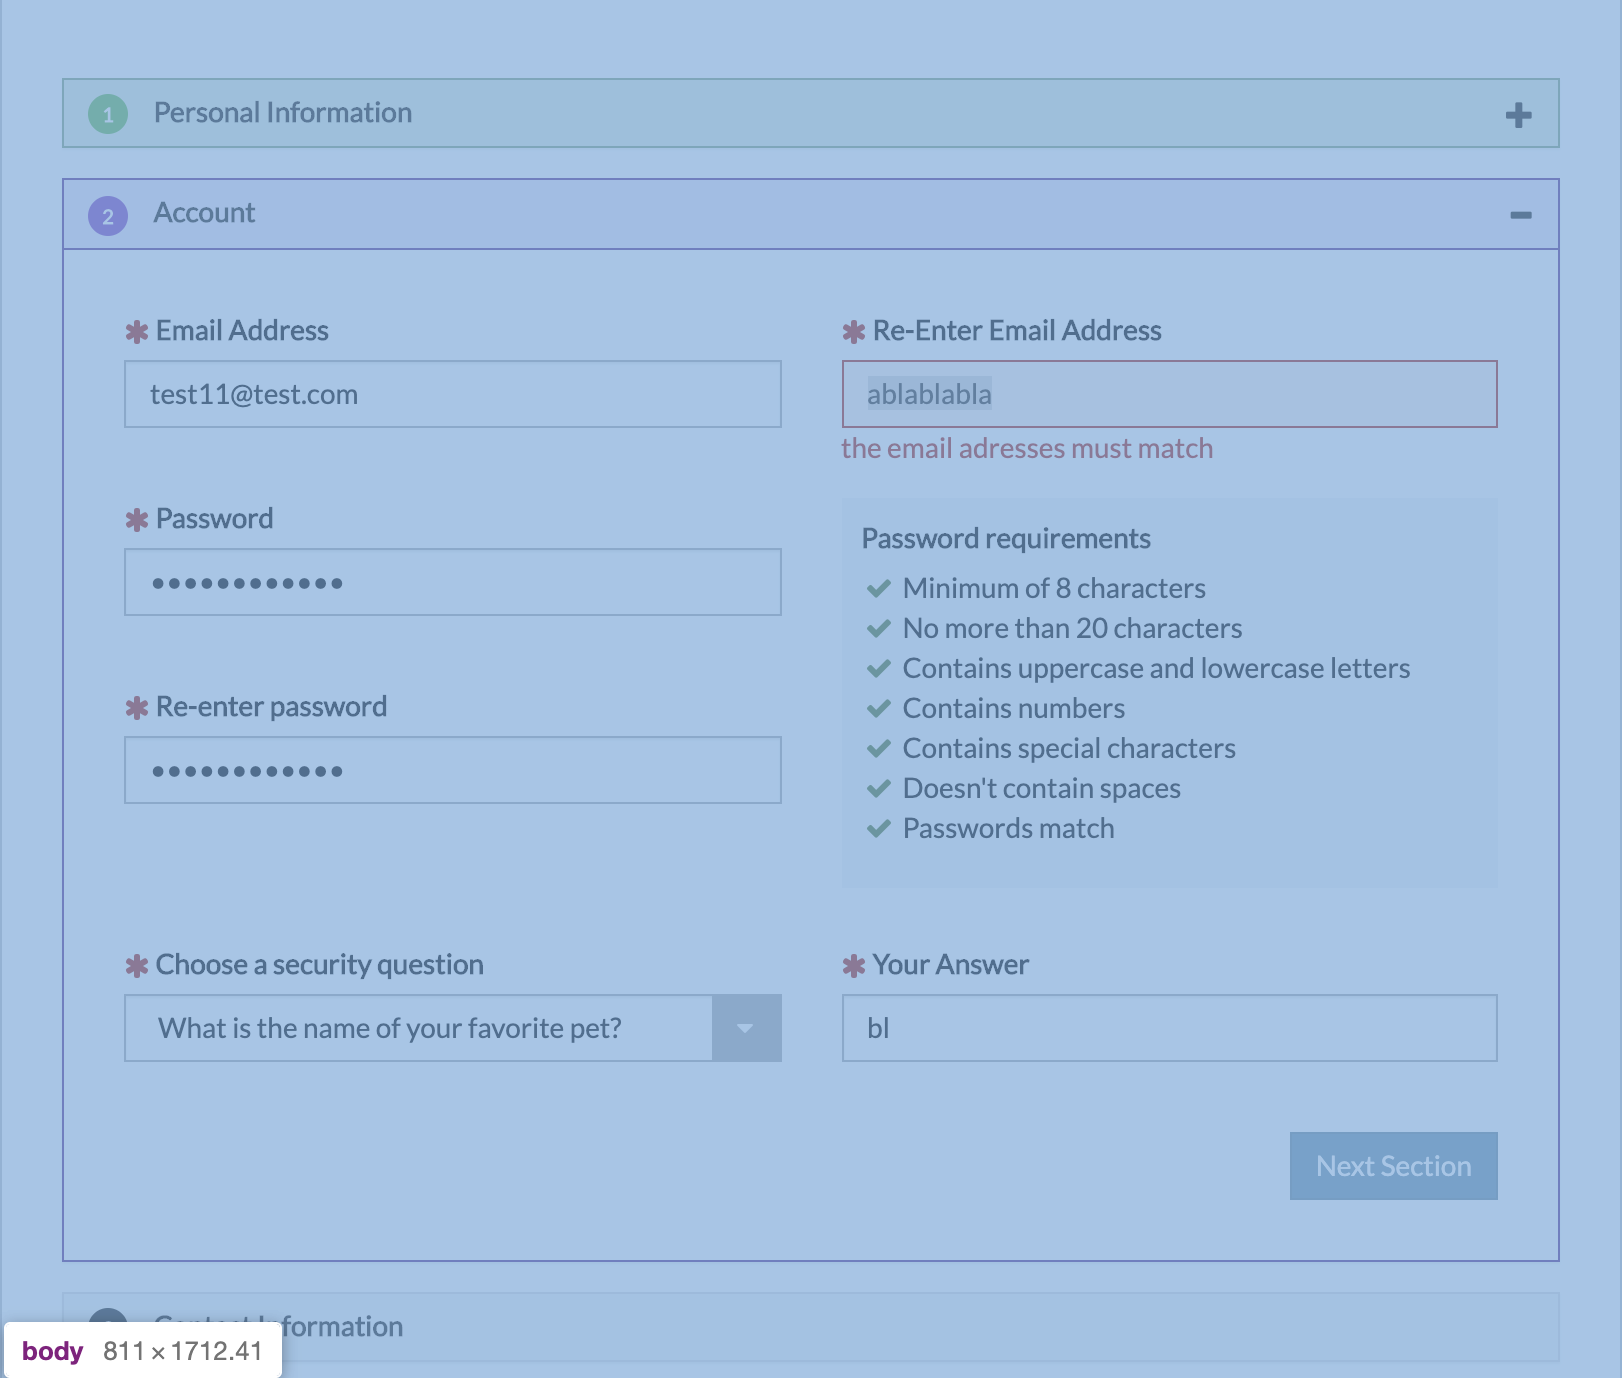 1 Personal Information
2 Account
Email Address
Re-Enter Email Address
test11@test.com
ablablabla
the email adresses must match
Password
Password requirements
••••••••••••
Minimum of 8 characters
No more than 20 characters
Contains uppercase and lowercase letters
Contains numbers
Contains special characters
Doesn't contain spaces
Passwords match
Re-enter password
••••••••••••
Choose a security question
Your Answer
What is the name of your favorite pet?
bl
Next Section
Information
body 811 × 1712.41